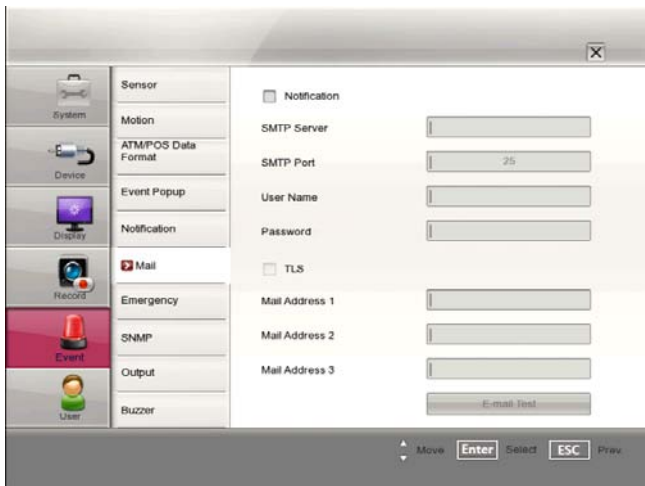 System
Device
Display
Record
Event
User
Sensor
Motion
ATM/POS Data
Format
Event Popup
Notification
Mail
Emergency
SNMP
Output
Buzzer
Notification
SMTP Server
SMTP Port 25
User Name
Password
TLS
Mail Address 1
Mail Address 2
Mail Address 3
E-mail Test
Move Enter Select ESC Prev